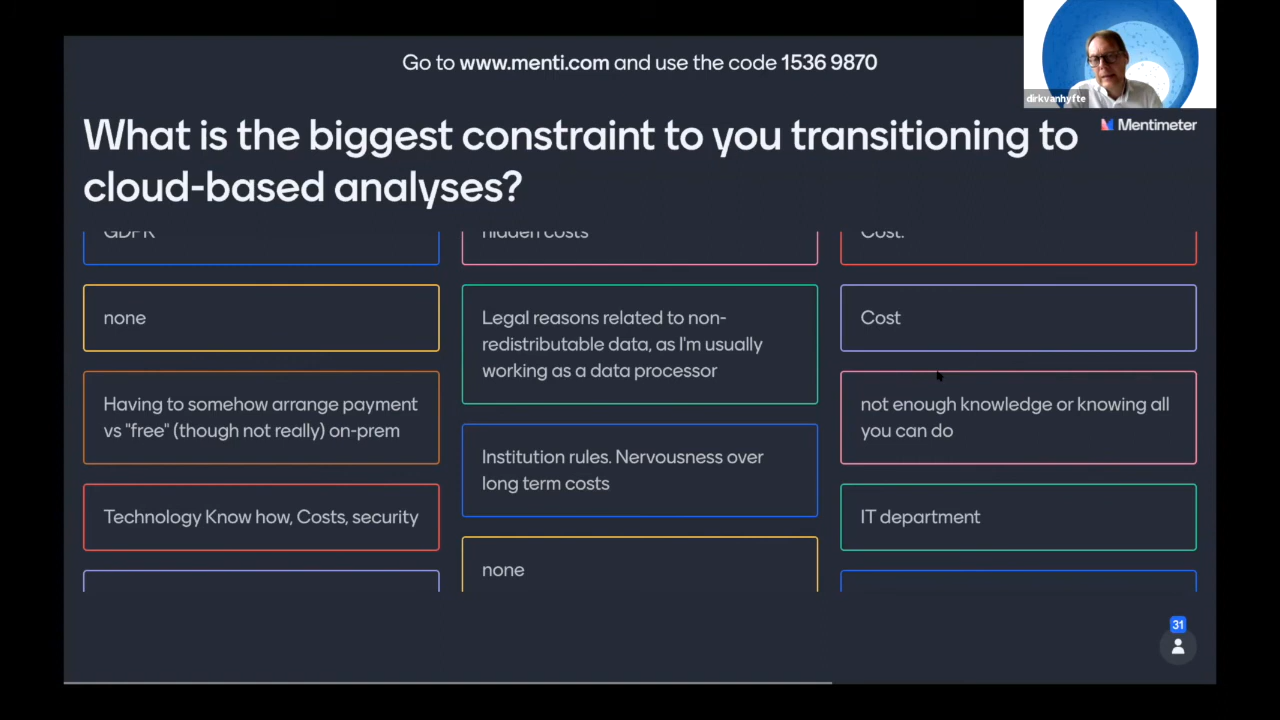 Go to www.menti.com and use the code 1536 9870
dirkvanhyfte
Mentimeter
What is the biggest constraint to you transitioning to
cloud-based analyses?
GDPR
none
Having to somehow arrange payment
vs "free" (though not really) on-prem
Technology Know how, Costs, security
hidden costs
Legal reasons related to non-
redistributable data, as I'm usually
working as a data processor
Institution rules. Nervousness over
long term costs
none
Cost.
Cost
not enough knowledge or knowing all
you can do
IT department
31